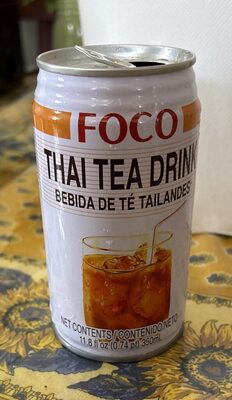 FOCO
THAI TEA DRINK
BEBIDA DE TÉ TAILANDES
NET CONTENTS / CONTENIDO NETO
11.8 fl oz (0.74 pt) 350mL